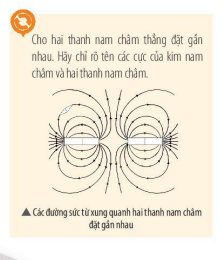 Cho hai thanh nam châm thẳng đặt gần
nhau. Hãy chỉ rõ tên các cực của kim nam
châm và hai thanh nam châm.
▲ Các đường sức từ xung quanh hai thanh nam châm
đặt gần nhau